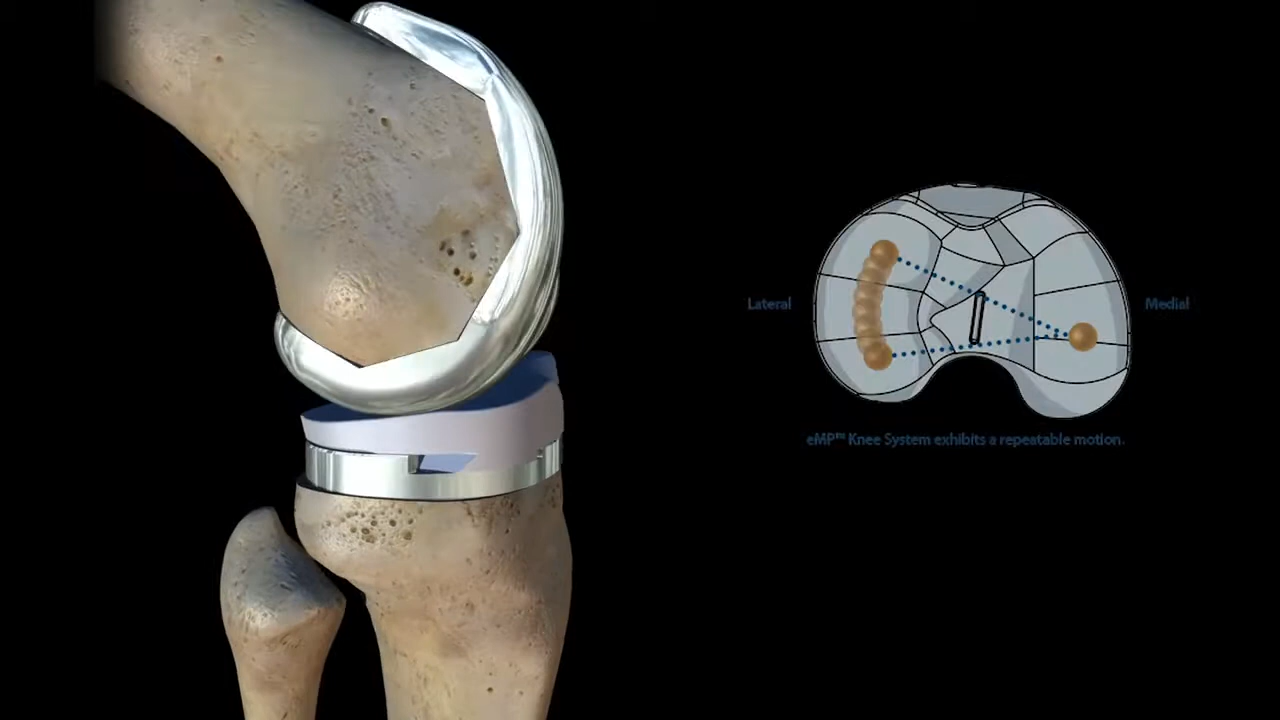 Lateral
Medial
eMP™ Knee System exhibits a repeatable motion.